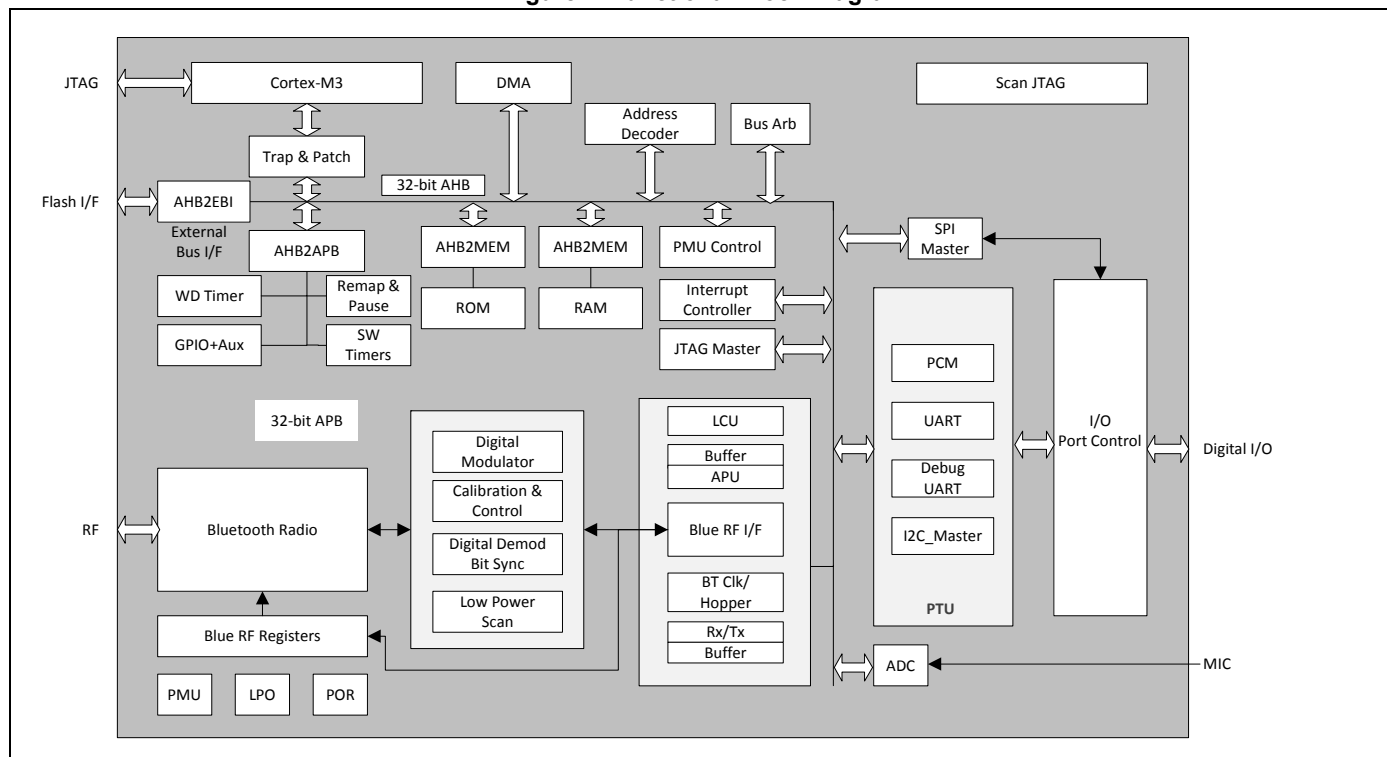 JTAG
Cortex-M3
DMA
Scan JTAG
Address
Decoder
Bus Arb
Trap & Patch
32-bit AHB
Flash I/F
AHB2EBI
External
Bus I/F
AHB2APB
AHB2MEM
AHB2MEM
PMU Control
SPI
Master
WD Timer
Remap &
Pause
ROM
RAM
Interrupt
Controller
GPIO+Aux
SW
Timers
JTAG Master
PCM
32-bit APB
LCU
UART
I/O
Port Control
Digital I/O
Digital
Modulator
Buffer
APU
Debug
UART
Calibration &
Control
RF
Bluetooth Radio
Blue RF I/F
I2C_Master
Digital Demod
Bit Sync
BT Clk/
Hopper
Low Power
Scan
PTU
Blue RF Registers
Rx/Tx
Buffer
ADC
MIC
PMU
LPO
POR